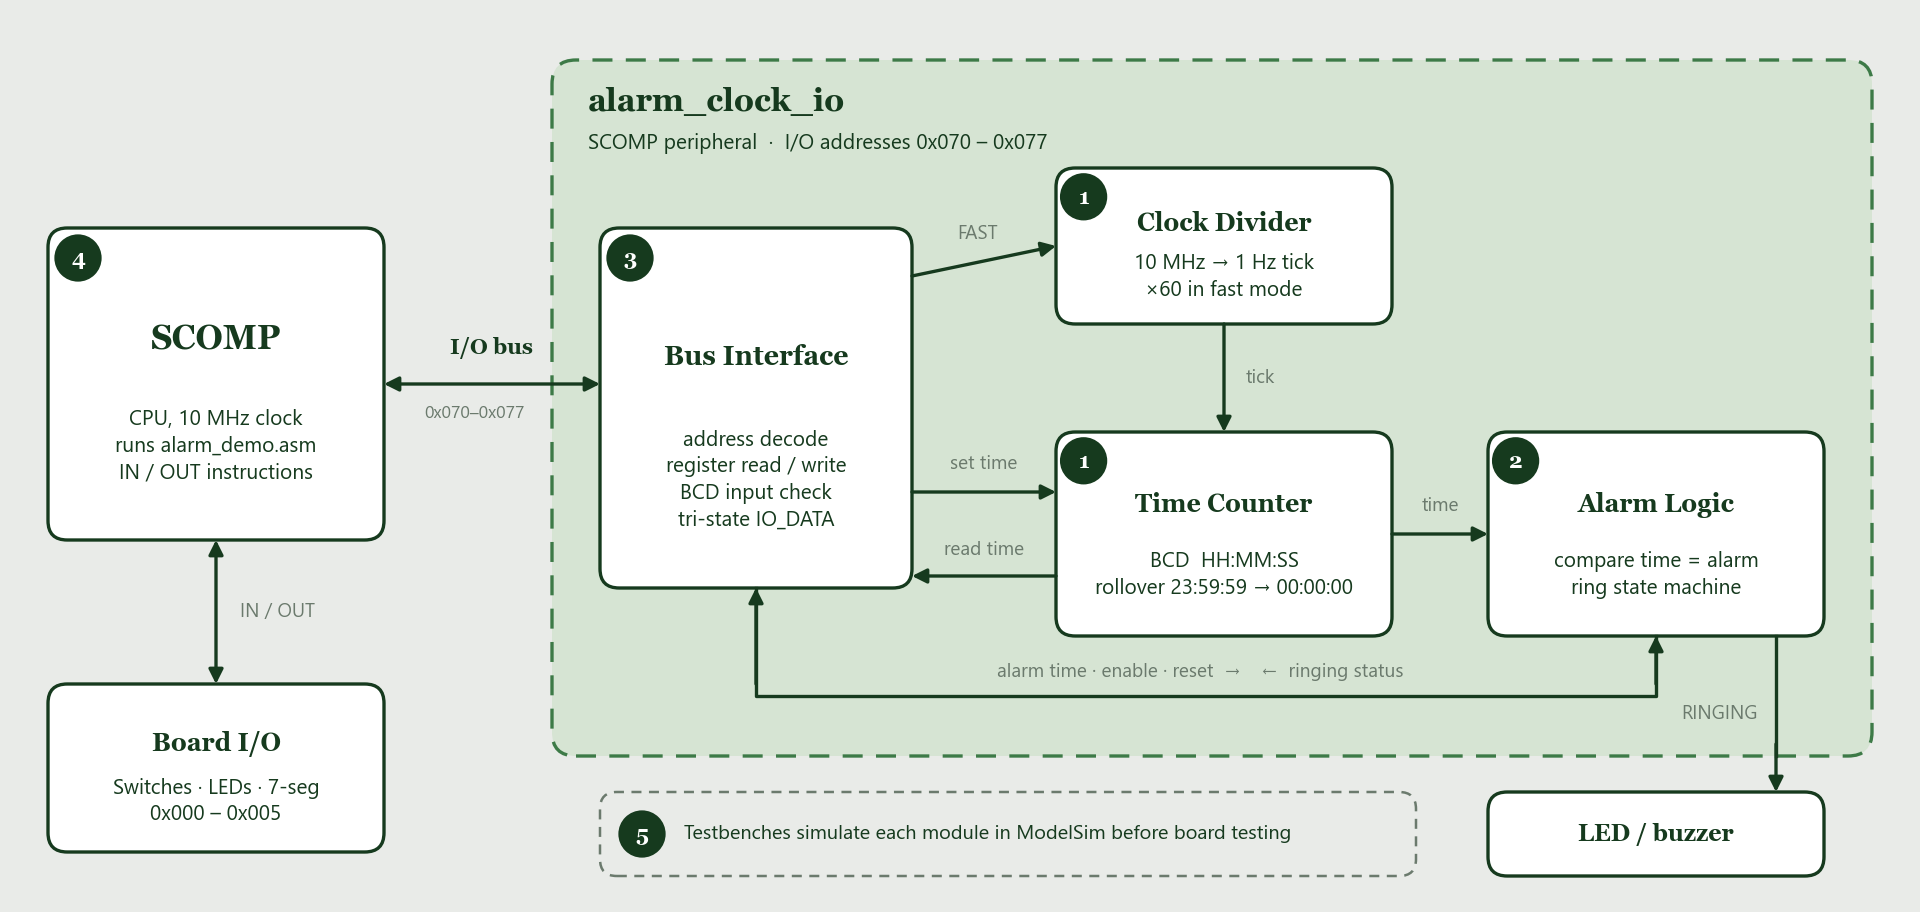 alarm_clock_io
SCOMP peripheral · I/O addresses 0x070 – 0x077
4
SCOMP
CPU, 10 MHz clock
runs alarm_demo.asm
IN / OUT instructions
I/O bus
0x070–0x077
IN / OUT
Board I/O
Switches · LEDs · 7-seg
0x000 – 0x005
3
Bus Interface
address decode
register read / write
BCD input check
tri-state IO_DATA
FAST
1
Clock Divider
10 MHz → 1 Hz tick
×60 in fast mode
tick
set time
read time
1
Time Counter
BCD HH:MM:SS
rollover 23:59:59 → 00:00:00
time
2
Alarm Logic
compare time = alarm
ring state machine
alarm time · enable · reset → ← ringing status
RINGING
5
Testbenches simulate each module in ModelSim before board testing
LED / buzzer